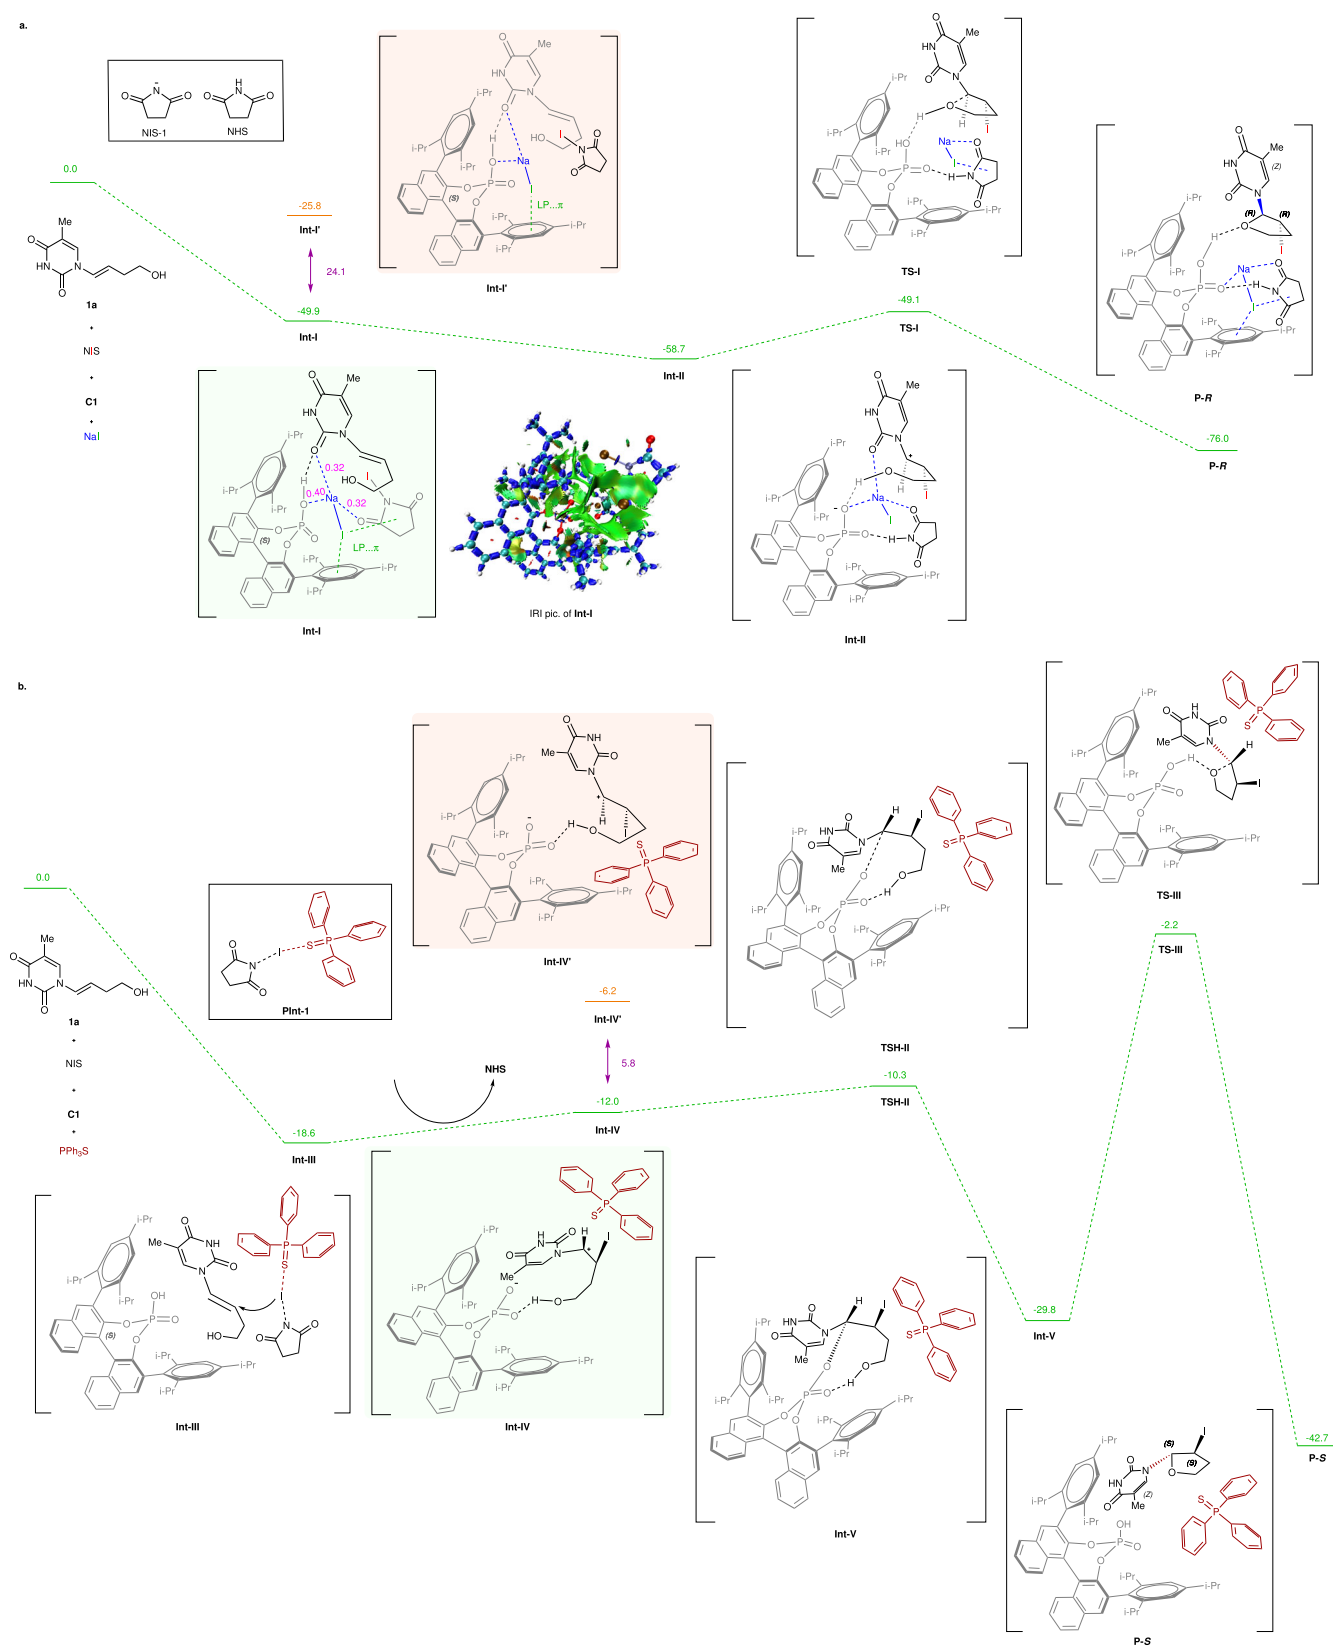 a.
NIS-1
NHS
0.0
-25.8
Int-I'
24.1
-49.9
Int-I
LP...π
(S)
Int-I'
-58.7
Int-II
TS-I
-49.1
TS-I
P-R
-76.0
P-R
Me
1a
+
NIS
+
C1
+
NaI
0.32
0.40
0.32
LP...π
(S)
Int-I
IRI pic. of Int-I
Int-II
(Z)
(R)
(R)
b.
0.0
Me
1a
+
NIS
+
C1
+
PPh3S
PInt-1
NHS
Int-IV'
-6.2
Int-IV'
5.8
-12.0
Int-IV
-18.6
Int-III
TSH-II
-10.3
TSH-II
TS-III
-2.2
TS-III
-29.8
Int-V
-42.7
P-S
(S)
Int-III
Int-IV
Int-V
(S)
(S)
(Z)
P-S